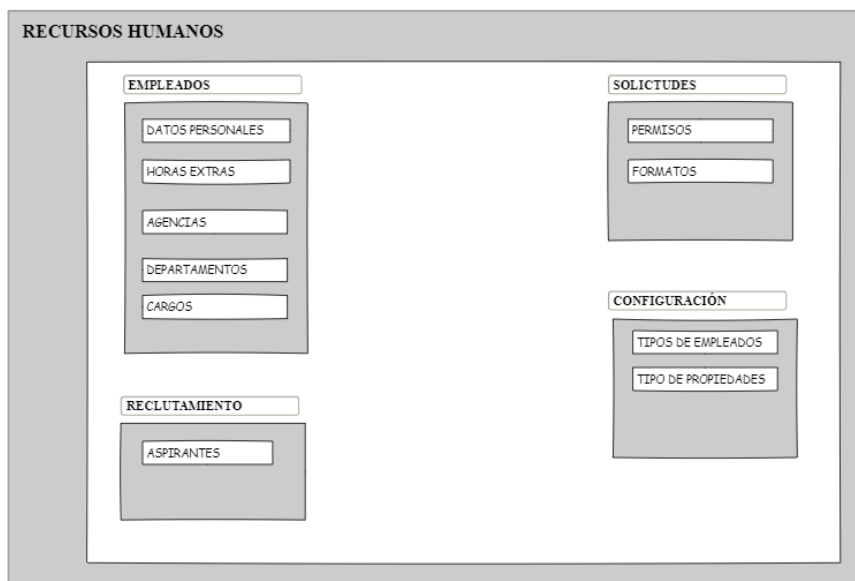 RECURSOS HUMANOS
EMPLEADOS
DATOS PERSONALES
HORAS EXTRAS
AGENCIAS
DEPARTAMENTOS
CARGOS
RECLUTAMIENTO
ASPIRANTES
SOLICTUDES
PERMISOS
FORMATOS
CONFIGURACIÓN
TIPOS DE EMPLEADOS
TIPO DE PROPIEDADES